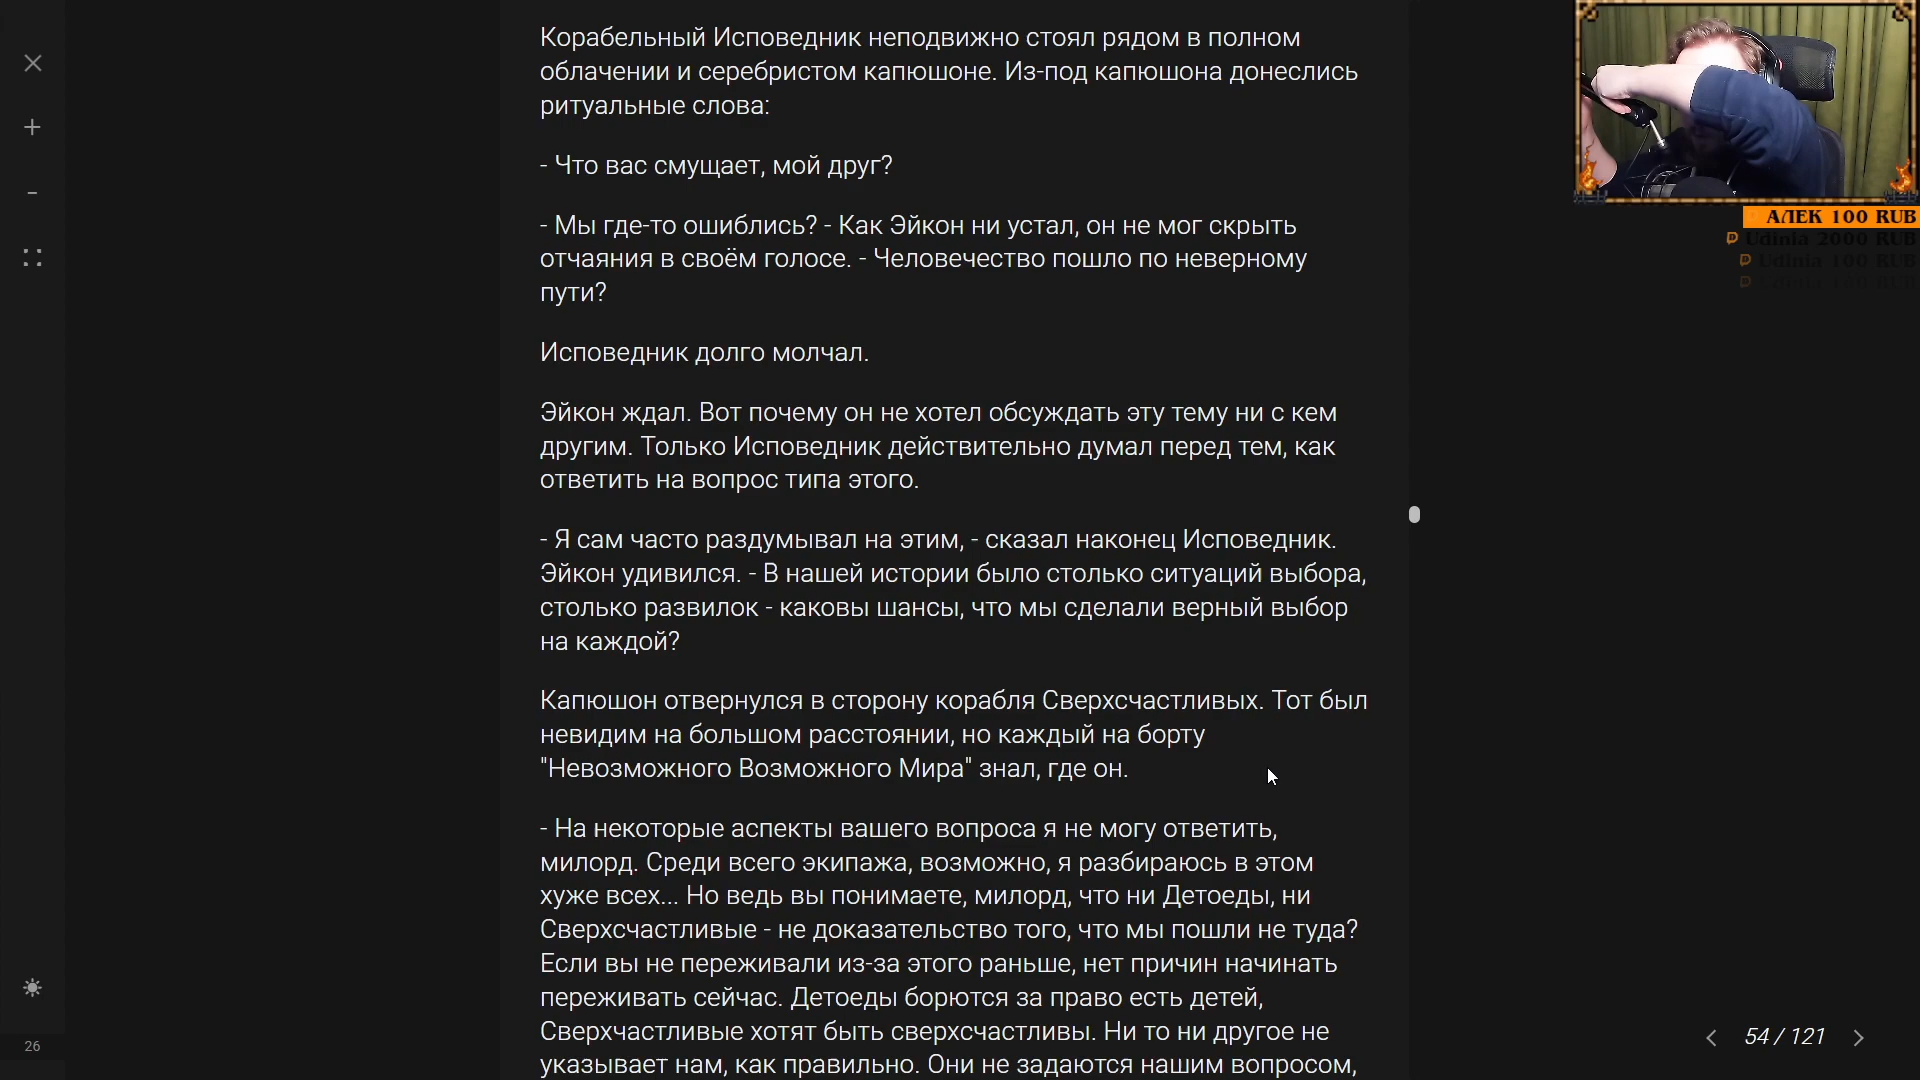 Корабельный Исповедник неподвижно стоял рядом в полном
облачении и серебристом капюшоне. Из-под капюшона донеслись
ритуальные слова:
- Что вас смущает, мой друг?
- Мы где-то ошиблись? - Как Эйкон ни устал, он не мог скрыть
отчаяния в своём голосе. - Человечество пошло по неверному
пути?
Исповедник долго молчал.
Эйкон ждал. Вот почему он не хотел обсуждать эту тему ни с кем
другим. Только Исповедник действительно думал перед тем, как
ответить на вопрос типа этого.
- Я сам часто раздумывал на этим, - сказал наконец Исповедник.
Эйкон удивился. - В нашей истории было столько ситуаций выбора,
столько развилок - каковы шансы, что мы сделали верный выбор
на каждой?
Капюшон отвернулся в сторону корабля Сверхсчастливых. Тот был
невидим на большом расстоянии, но каждый на борту
"Невозможного Возможного Мира" знал, где он.
- На некоторые аспекты вашего вопроса я не могу ответить,
милорд. Среди всего экипажа, возможно, я разбираюсь в этом
хуже всех... Но ведь вы понимаете, милорд, что ни Детоеды, ни
Сверхсчастливые - не доказательство того, что мы пошли не туда?
Если вы не переживали из-за этого раньше, нет причин начинать
переживать сейчас. Детоеды борются за право есть детей,
Сверхчастливые хотят быть сверхсчастливы. Ни то ни другое не
указывает нам, как правильно. Они не задаются нашим вопросом,
АЛЕК 100 RUB
Udinia 2000 RUB
Udinia 100 RUB
26
54 / 121